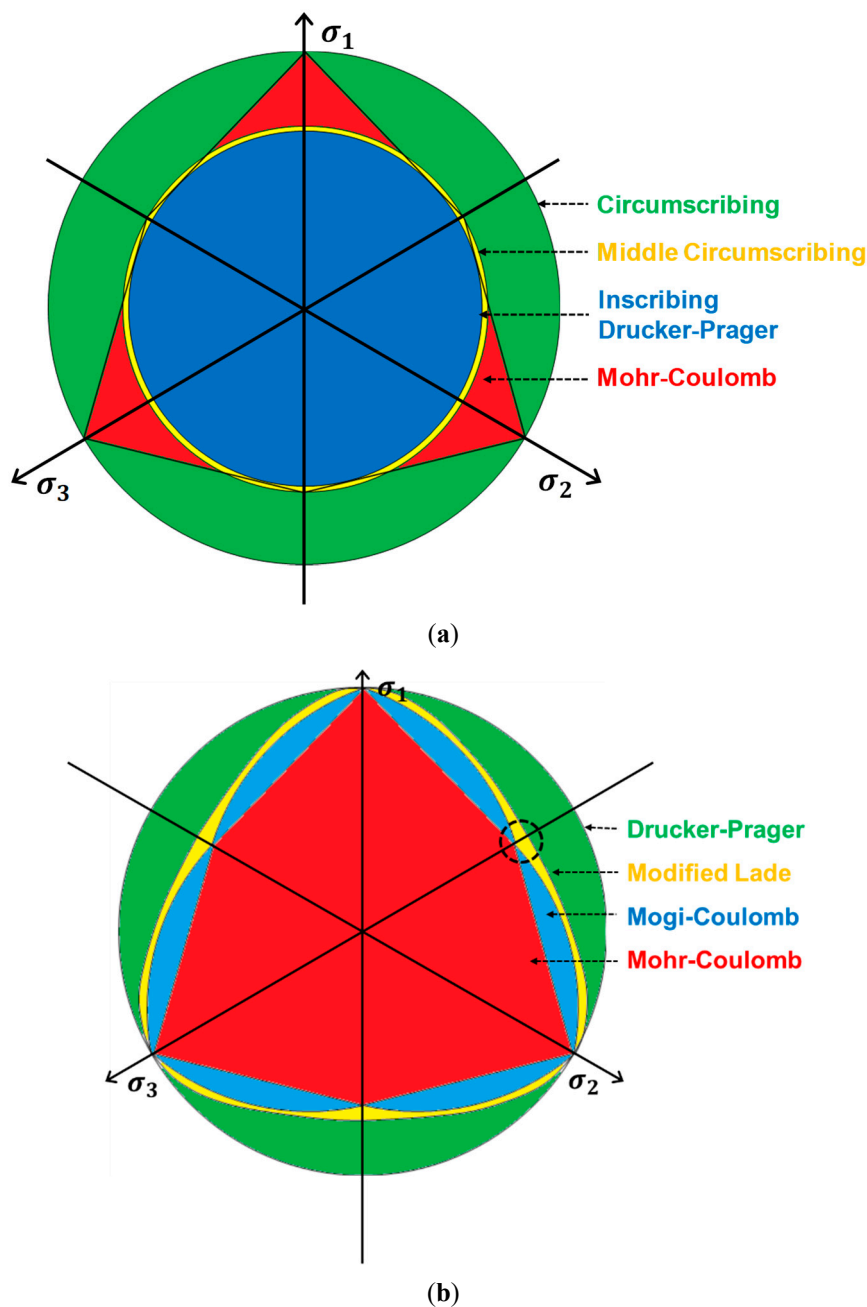 σ1
Circumscribing
Middle Circumscribing
Inscribing
Drucker-Prager
Mohr-Coulomb
σ3
σ2
(a)
σ1
Drucker-Prager
Modified Lade
Mogi-Coulomb
Mohr-Coulomb
σ3
σ2
(b)